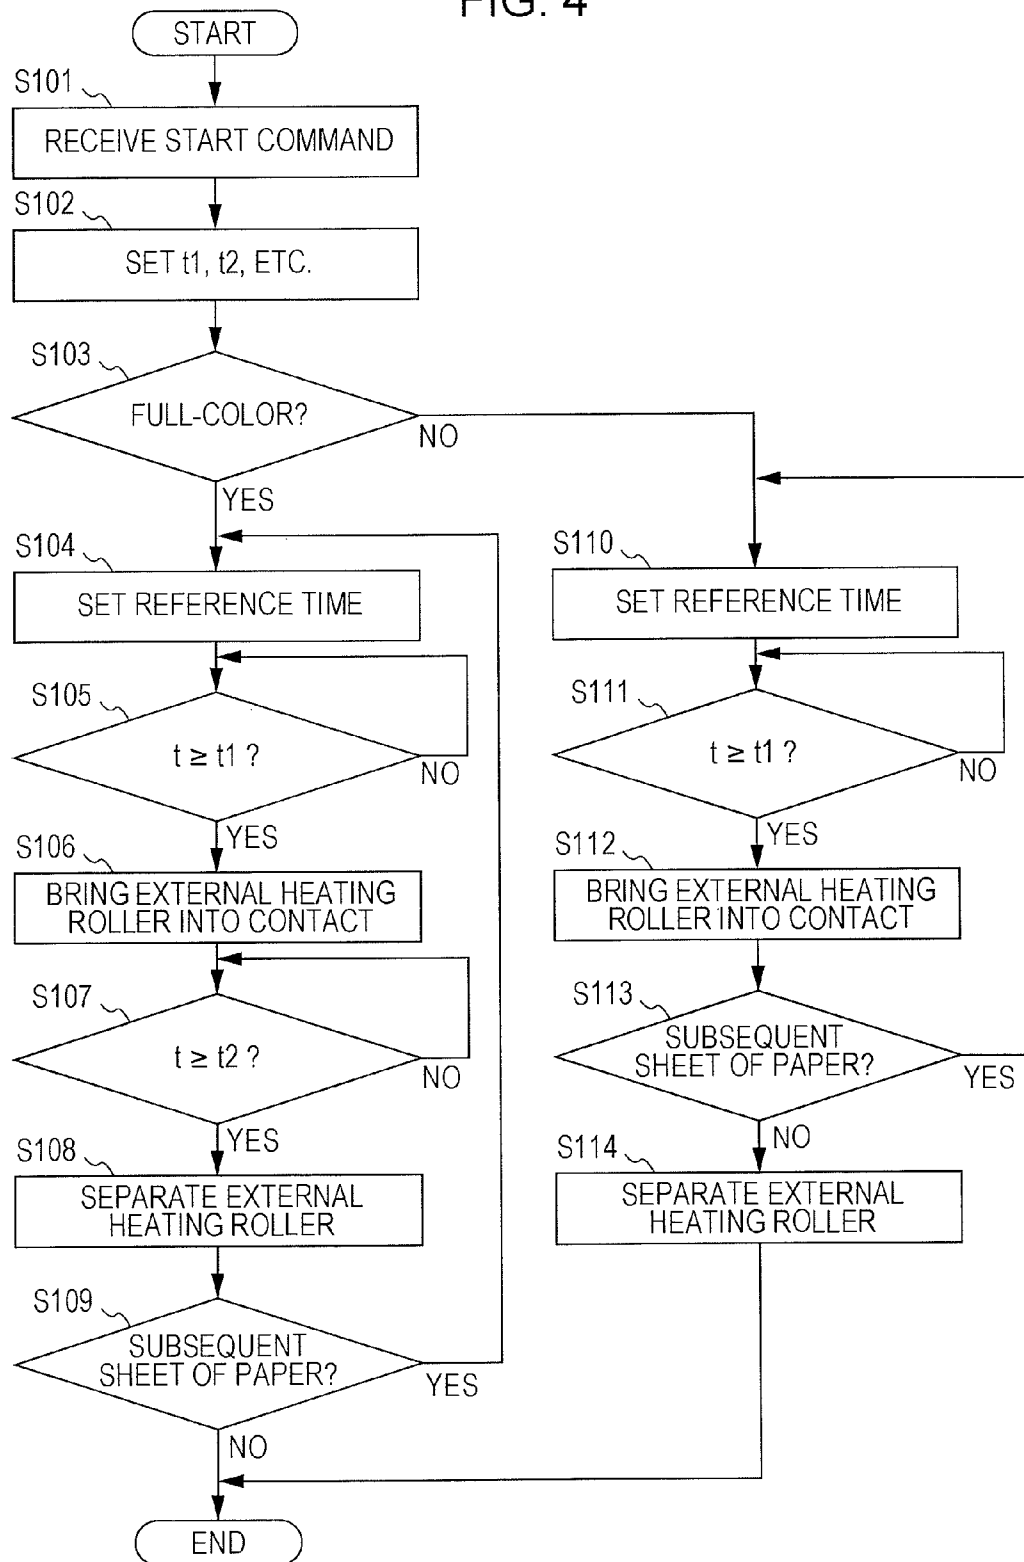 FIG. 4
START
S101
RECEIVE START COMMAND
S102
SET t1, t2, ETC.
S103
FULL-COLOR?
NO
YES
S104
SET REFERENCE TIME
S105
t ≥ t1 ?
NO
YES
S106
BRING EXTERNAL HEATING
ROLLER INTO CONTACT
S107
t ≥ t2 ?
NO
YES
S108
SEPARATE EXTERNAL
HEATING ROLLER
S109
SUBSEQUENT
SHEET OF PAPER?
YES
NO
S110
SET REFERENCE TIME
S111
t ≥ t1 ?
NO
YES
S112
BRING EXTERNAL HEATING
ROLLER INTO CONTACT
S113
SUBSEQUENT
SHEET OF PAPER?
YES
NO
S114
SEPARATE EXTERNAL
HEATING ROLLER
END